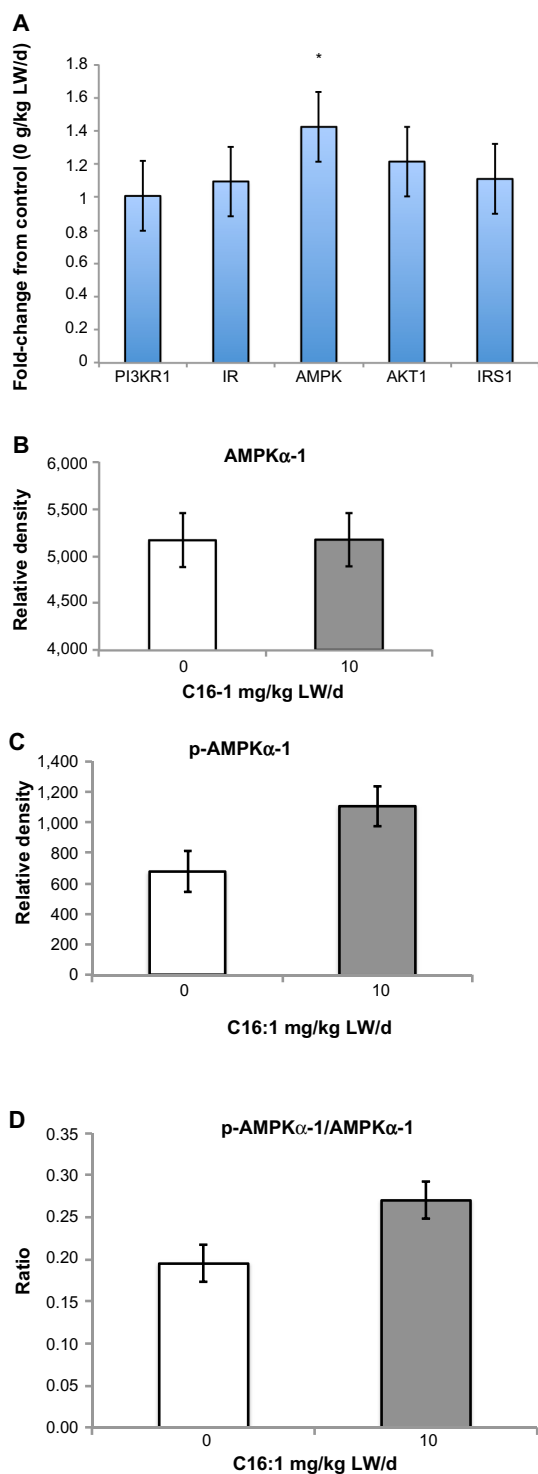 A
Fold-change from control (0 g/kg LW/d)
1.8
1.6
1.4
1.2
1
0.8
0.6
0.4
0.2
0
*
PI3KR1 IR AMPK AKT1 IRS1
B
AMPKα-1
Relative density
6,000
5,500
5,000
4,500
4,000
0 10
C16-1 mg/kg LW/d
C
p-AMPKα-1
Relative density
1,400
1,200
1,000
800
600
400
200
0
0 10
C16:1 mg/kg LW/d
D
p-AMPKα-1/AMPKα-1
Ratio
0.35
0.30
0.25
0.20
0.15
0.10
0.05
0.00
0 10
C16:1 mg/kg LW/d